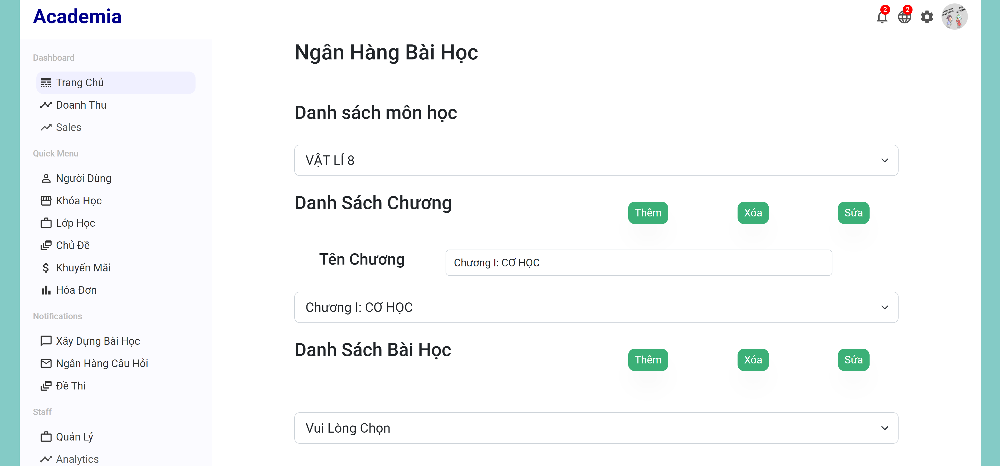 Academia
2
2
Dashboard
Trang Chủ
Doanh Thu
Sales
Quick Menu
Người Dùng
Khóa Học
Lớp Học
Chủ Đề
Khuyến Mãi
Hóa Đơn
Notifications
Xây Dựng Bài Học
Ngân Hàng Câu Hỏi
Đề Thi
Staff
Quản Lý
Analytics
Ngân Hàng Bài Học
Danh sách môn học
VẬT LÍ 8
Danh Sách Chương
Thêm
Xóa
Sửa
Tên Chương
Chương I: CƠ HỌC
Chương I: CƠ HỌC
Danh Sách Bài Học
Thêm
Xóa
Sửa
Vui Lòng Chọn